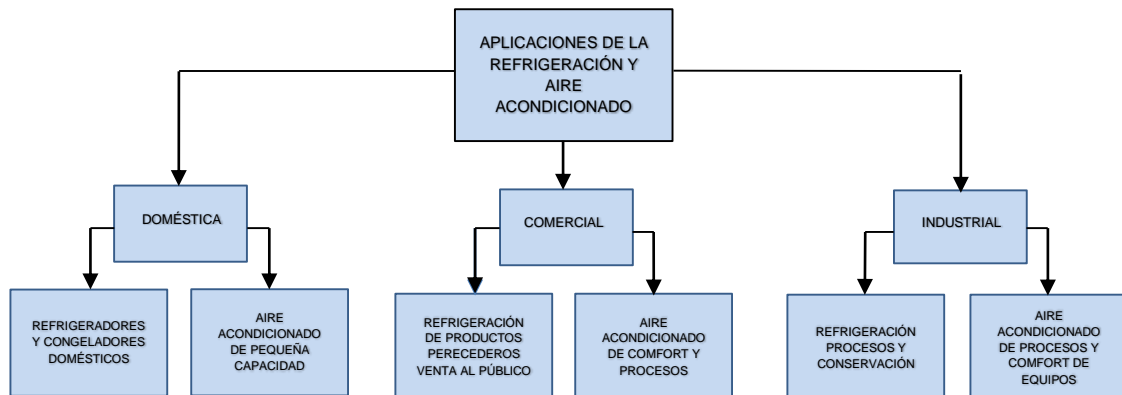 APLICACIONES DE LA
REFRIGERACIÓN Y
AIRE
ACONDICIONADO
DOMÉSTICA
COMERCIAL
INDUSTRIAL
REFRIGERADORES
Y CONGELADORES
DOMÉSTICOS
AIRE
ACONDICIONADO
DE PEQUEÑA
CAPACIDAD
REFRIGERACIÓN
DE PRODUCTOS
PERECEDEROS
VENTA AL PÚBLICO
AIRE
ACONDICIONADO
DE COMFORT Y
PROCESOS
REFRIGERACIÓN
PROCESOS Y
CONSERVACIÓN
AIRE
ACONDICIONADO
DE PROCESOS Y
COMFORT DE
EQUIPOS